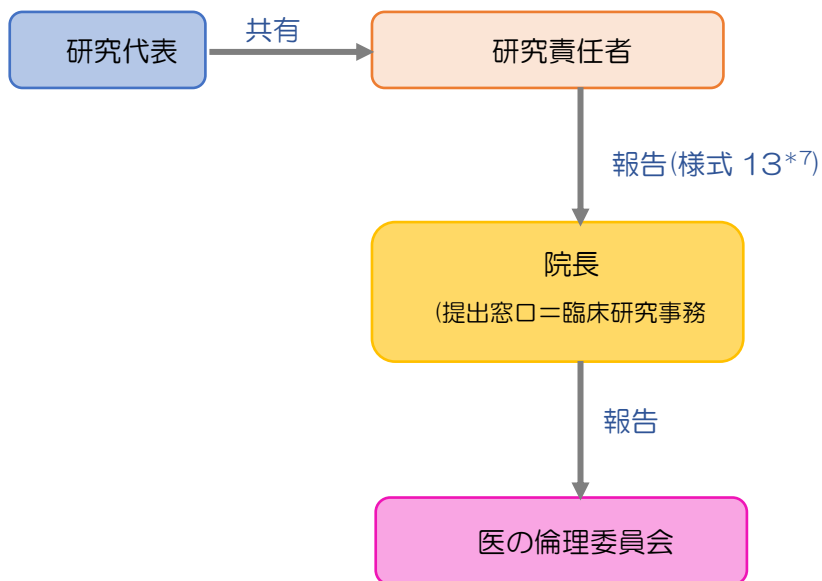 研究代表
共有
研究責任者
報告(様式 13*7)
院長
(提出窓口=臨床研究事務
報告
医の倫理委員会